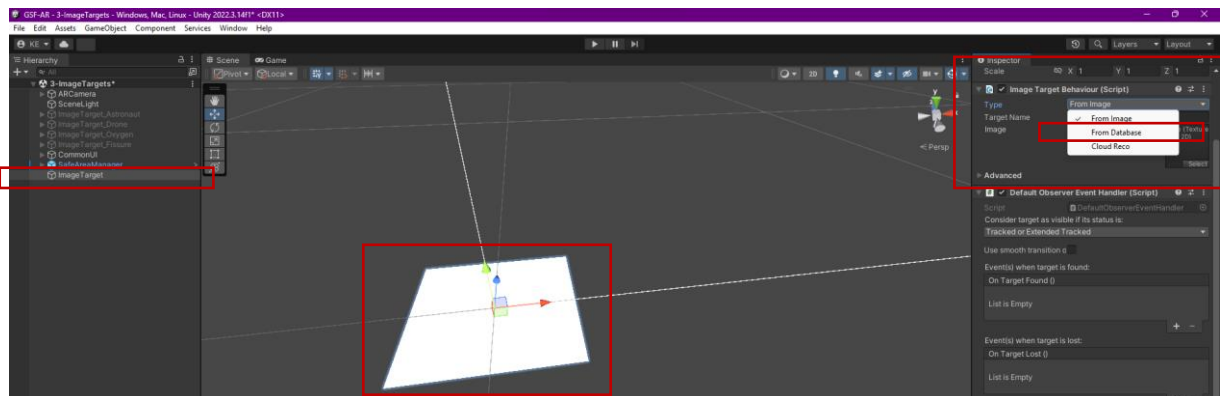 GSF-AR - 3-ImageTargets - Windows, Mac, Linux - Unity 2022.3.14f1* <DX11>
File Edit Assets GameObject Component Services Window Help
KE
Layers
Layout
Hierarchy
All
3-ImageTargets*
ARCamera
SceneLight
ImageTarget_Astronaut
ImageTarget_Drone
ImageTarget_Oxygen
ImageTarget_Fissure
CommonUI
SafeAreaManager
ImageTarget
Scene
Game
Pivot
Local
2D
y
x
Persp
Inspector
Scale X 1 Y 1 Z 1
Image Target Behaviour (Script)
Type From Image
Target Name
From Image
Image
From Database
Cloud Reco
Select
Advanced
Default Observer Event Handler (Script)
Script DefaultObserverEventHandler
Consider target as visible if its status is:
Tracked or Extended Tracked
Use smooth transition o
Event(s) when target is found:
On Target Found ()
List is Empty
+ -
Event(s) when target is lost:
On Target Lost ()
List is Empty